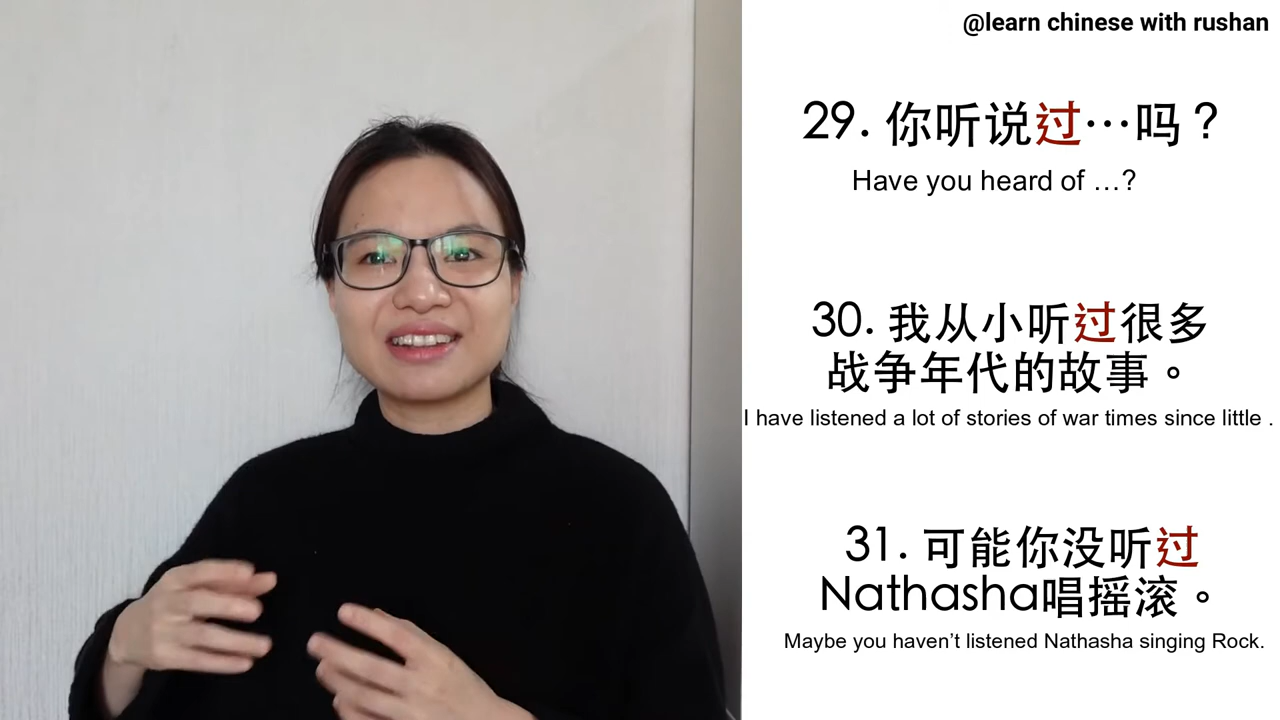 @learn chinese with rushan
29. 你听说过…吗？
Have you heard of …?
30. 我从小听过很多
战争年代的故事。
I have listened a lot of stories of war times since little .
31. 可能你没听过
Nathasha唱摇滚。
Maybe you haven’t listened Nathasha singing Rock.